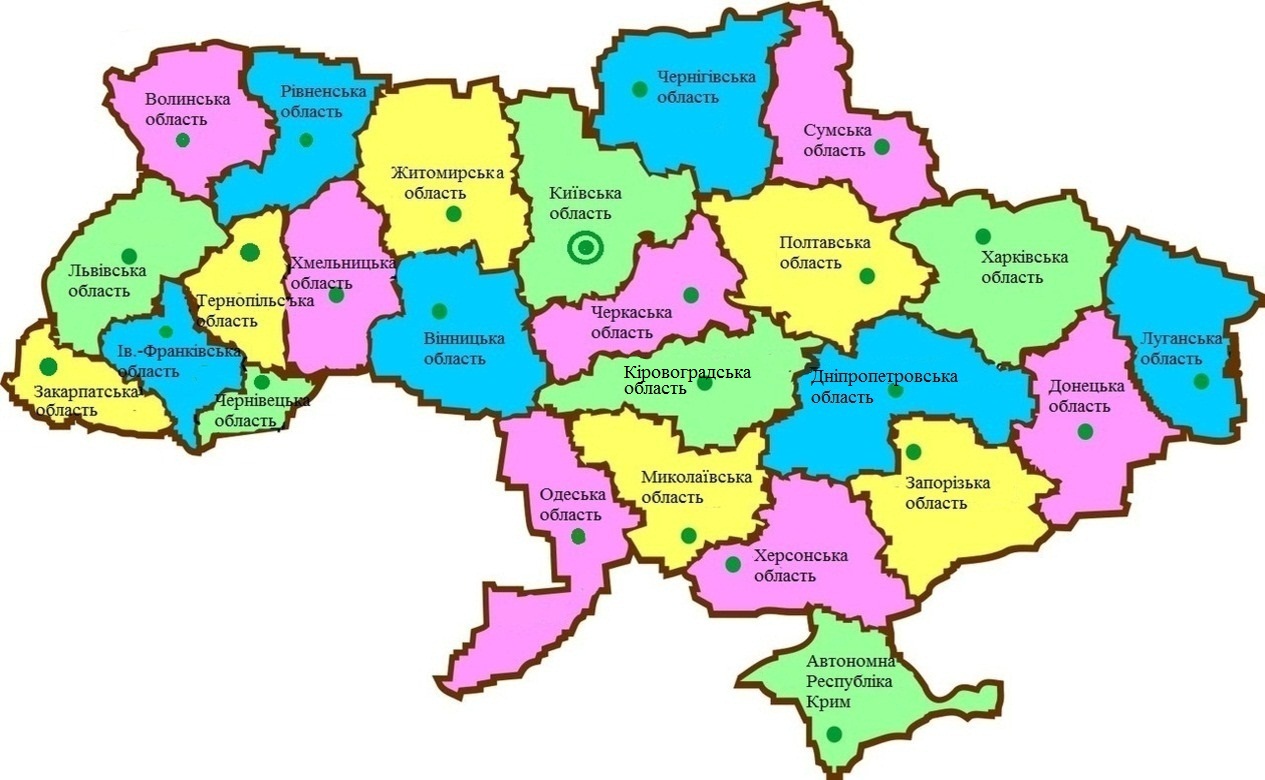 Волинська
область
Рівненська
область
Житомирська
область
Київська
область
Чернігівська
область
Сумська
область
Львівська
область
Тернопільська
область
Хмельницька
область
Вінницька
область
Черкаська
область
Полтавська
область
Харківська
область
Луганська
область
Закарпатська
область
Ів.-Франківська
область
Чернівецька
область
Кіровоградська
область
Дніпропетровська
область
Донецька
область
Одеська
область
Миколаївська
область
Запорізька
область
Херсонська
область
Автономна
Республіка
Крим